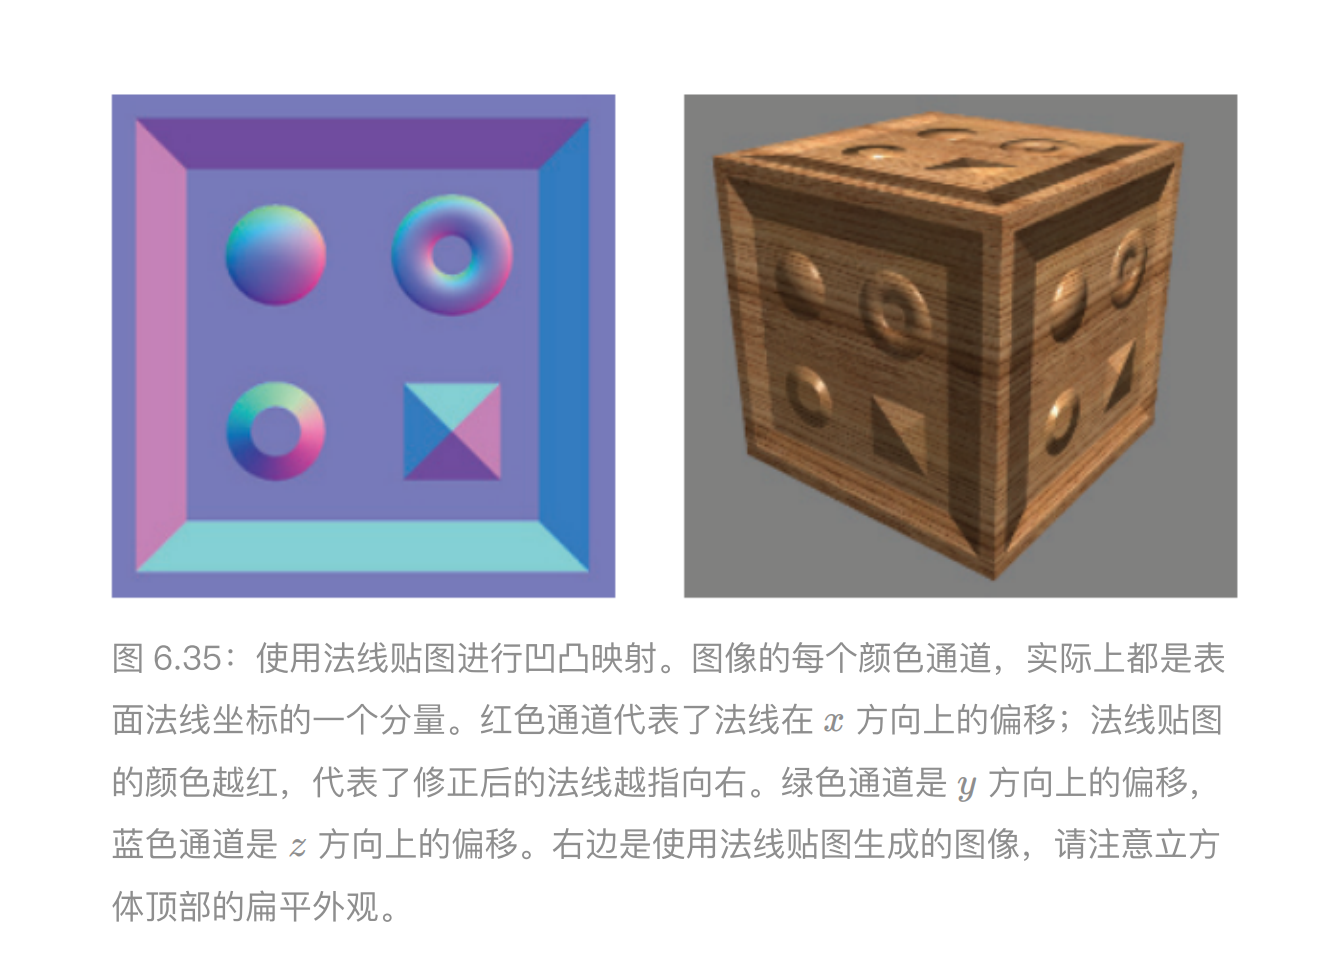 图 6.35：使用法线贴图进行凹凸映射。图像的每个颜色通道，实际上都是表
面法线坐标的一个分量。红色通道代表了法线在 x 方向上的偏移；法线贴图
的颜色越红，代表了修正后的法线越指向右。绿色通道是 y 方向上的偏移，
蓝色通道是 z 方向上的偏移。右边是使用法线贴图生成的图像，请注意立方
体顶部的扁平外观。